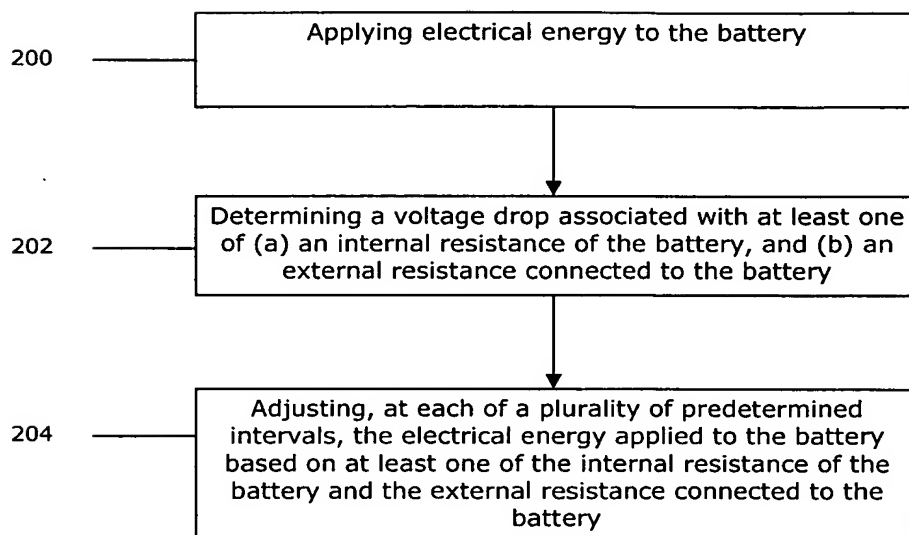 200
Applying electrical energy to the battery
202
Determining a voltage drop associated with at least one
of (a) an internal resistance of the battery, and (b) an
external resistance connected to the battery
204
Adjusting, at each of a plurality of predetermined
intervals, the electrical energy applied to the battery
based on at least one of the internal resistance of the
battery and the external resistance connected to the
battery